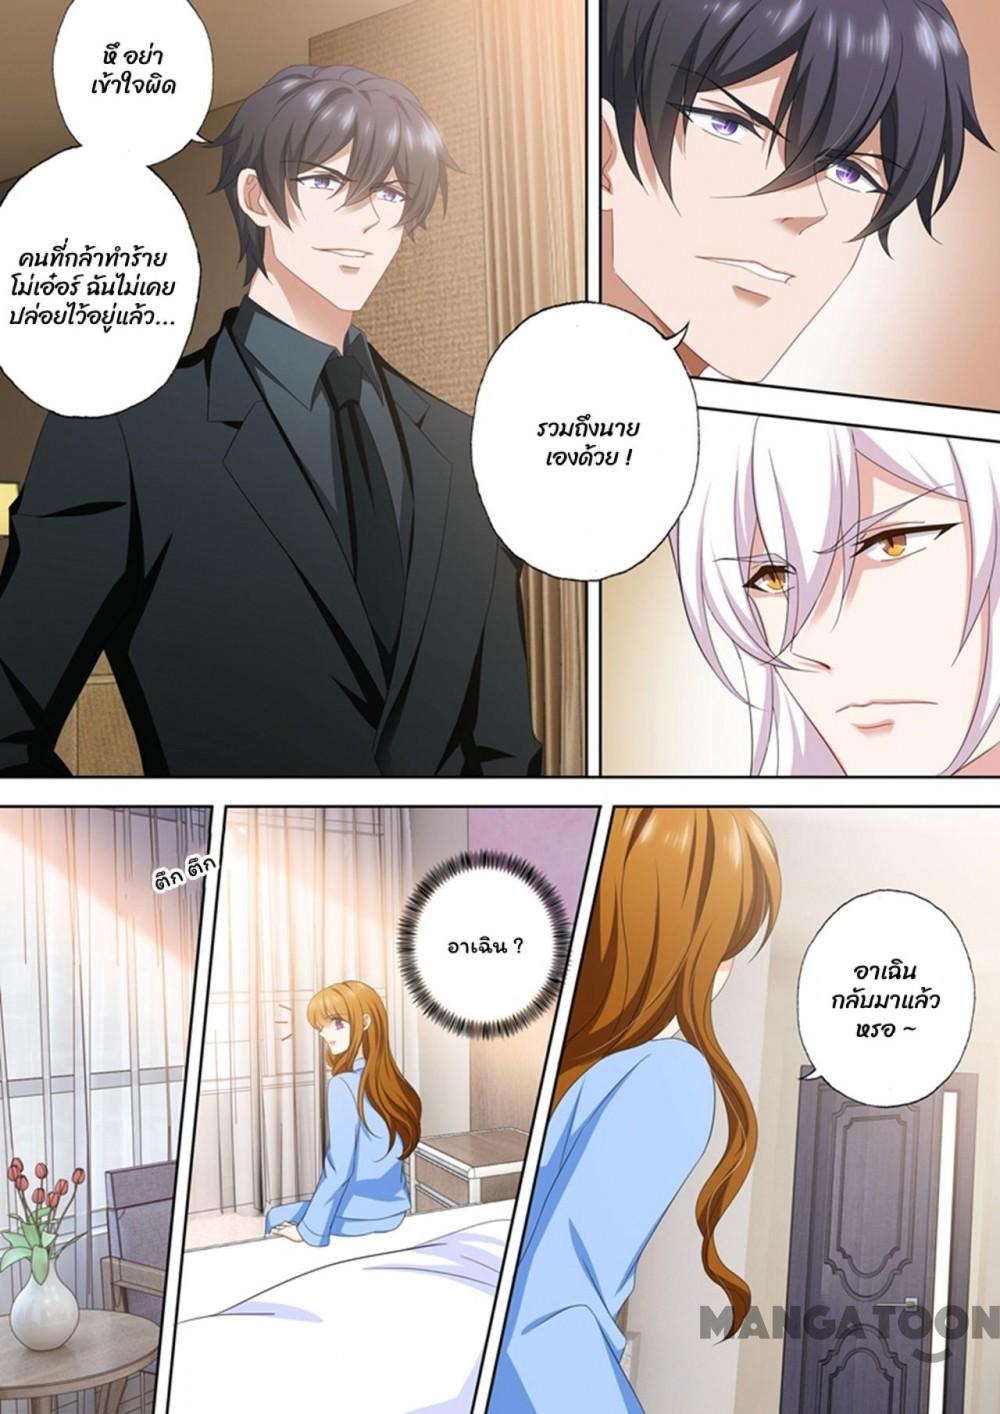 หึ อย่า
เข้าใจผิด
คนที่กล้าทำร้าย
โม่เอ๋อร์ ฉันไม่เคย
ปล่อยไว้อยู่แล้ว...
รวมถึงนาย
เองด้วย !
ตึก ตึก
อาเฉิน ?
อาเฉิน
กลับมาแล้ว
หรอ ~
MANGATOON